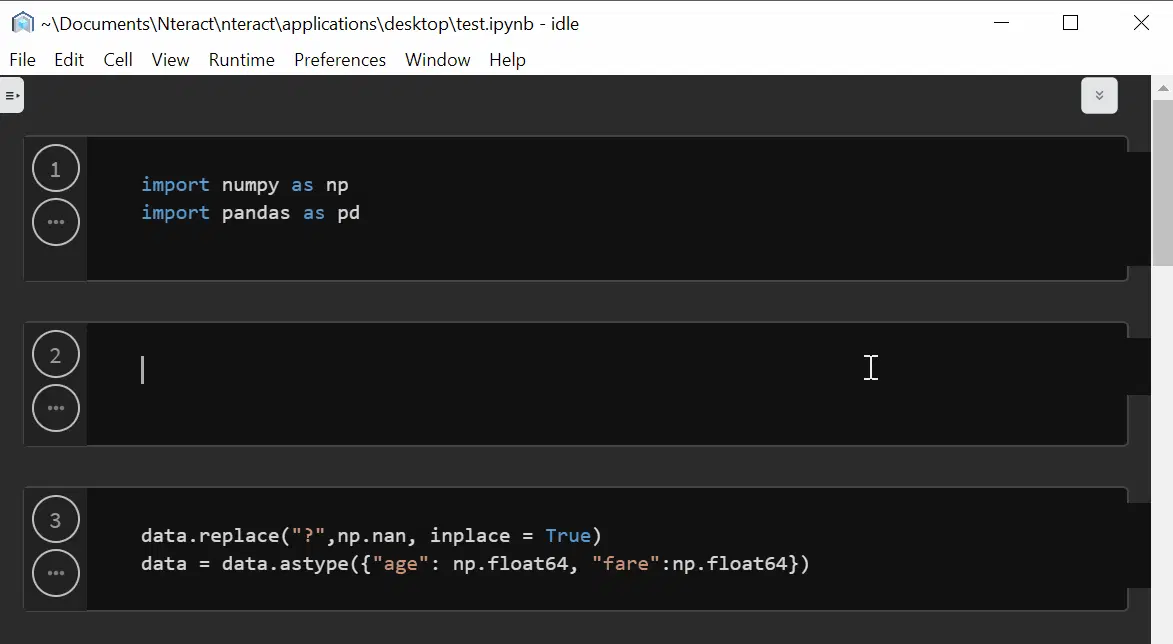 ~\Documents\Nteract\nteract\applications\desktop\test.ipynb - idle
File Edit Cell View Runtime Preferences Window Help
1
import numpy as np
import pandas as pd
2
3
data.replace("?",np.nan, inplace = True)
data = data.astype({"age": np.float64, "fare":np.float64})